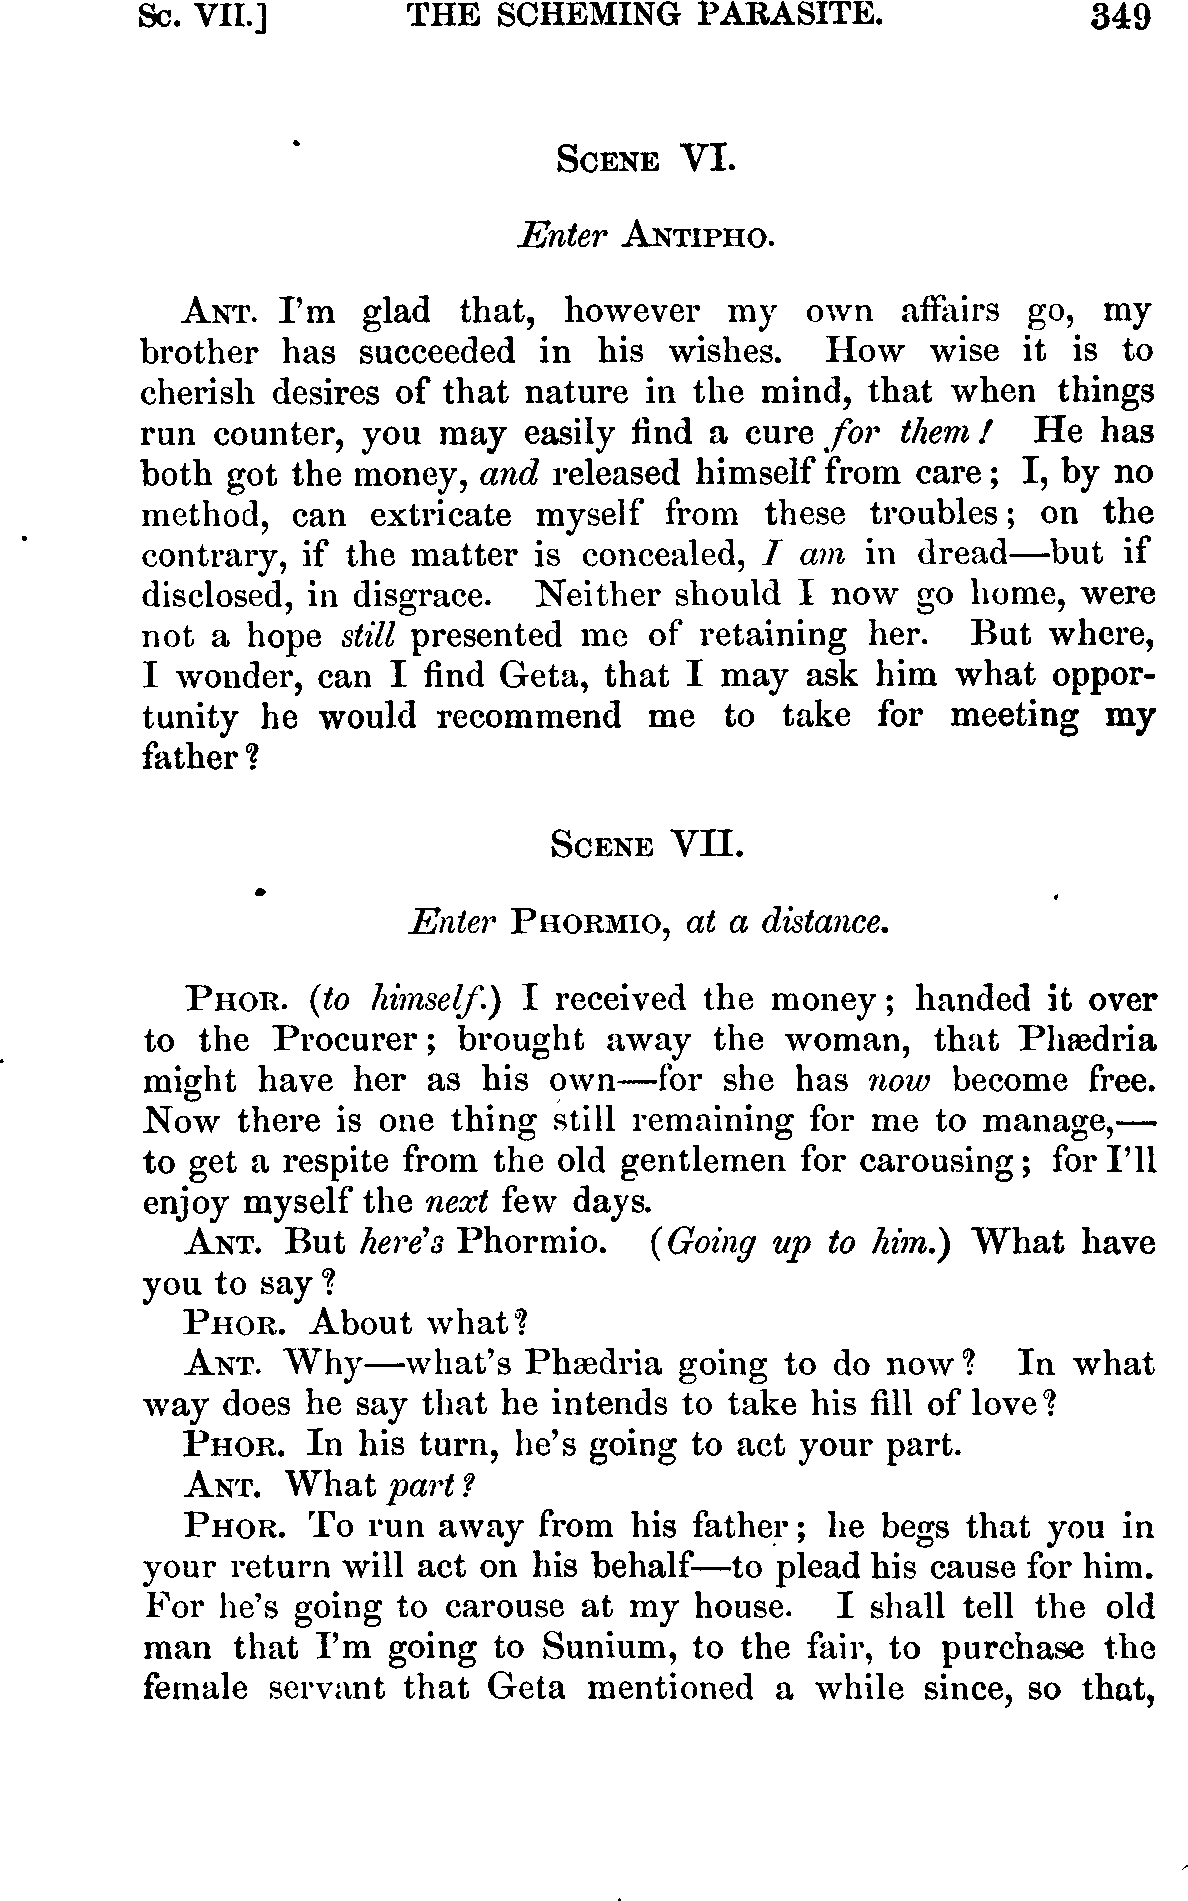 Sc. VII.] THE SCHEMING PARASITE. 349
Scene VI.
Enter Antipho.
Ant. I'm glad that, however my own affairs go, my
brother has succeeded in his wishes. How wise it is to
cherish desires of that nature in the mind, that when things
run counter, you may easily find a cure for them! He has
both got the money, and released himself from care; I, by no
method, can extricate myself from these troubles; on the
contrary, if the matter is concealed, I am in dread—but if
disclosed, in disgrace. Neither should I now go home, were
not a hope still presented me of retaining her. But where,
I wonder, can I find Geta, that I may ask him what oppor-
tunity he would recommend me to take for meeting my
father?
Scene VII.
Enter Phormio, at a distance.
Phor. (to himself.) I received the money; handed it over
to the Procurer; brought away the woman, that Phædria
might have her as his own—for she has now become free.
Now there is one thing still remaining for me to manage,—
to get a respite from the old gentlemen for carousing; for I'll
enjoy myself the next few days.
Ant. But here's Phormio. (Going up to him.) What have
you to say?
Phor. About what?
Ant. Why—what's Phædria going to do now? In what
way does he say that he intends to take his fill of love?
Phor. In his turn, he's going to act your part.
Ant. What part?
Phor. To run away from his father; he begs that you in
your return will act on his behalf—to plead his cause for him.
For he's going to carouse at my house. I shall tell the old
man that I'm going to Sunium, to the fair, to purchase the
female servant that Geta mentioned a while since, so that,